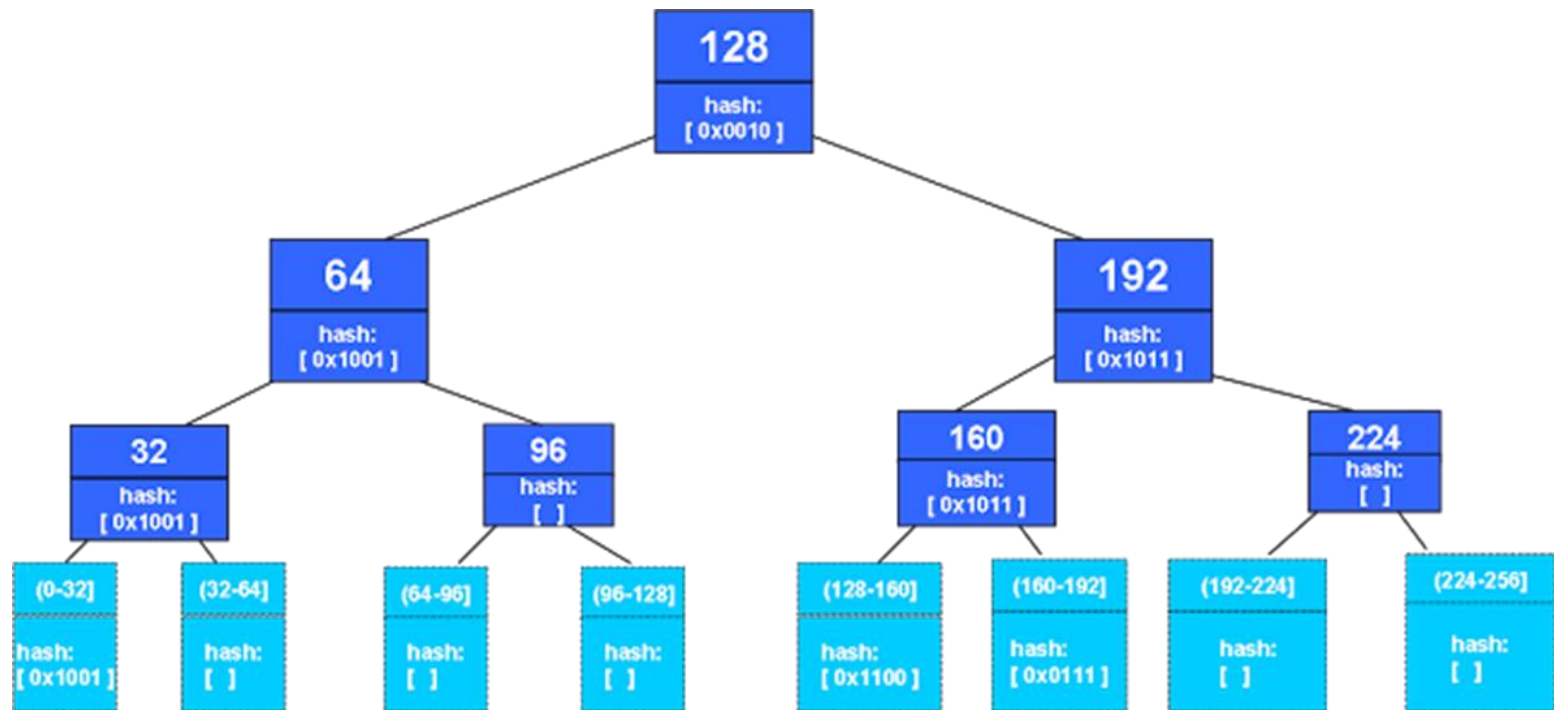 128
hash:
[ 0x0010 ]
64
hash:
[ 0x1001 ]
192
hash:
[ 0x1011 ]
32
hash:
[ 0x1001 ]
96
hash:
[ ]
160
hash:
[ 0x1011 ]
224
hash:
[ ]
(0-32]
hash:
[ 0x1001 ]
(32-64]
hash:
[ ]
(64-96]
hash:
[ ]
(96-128]
hash:
[ ]
(128-160]
hash:
[ 0x1100 ]
(160-192]
hash:
[ 0x0111 ]
(192-224]
hash:
[ ]
(224-256]
hash:
[ ]